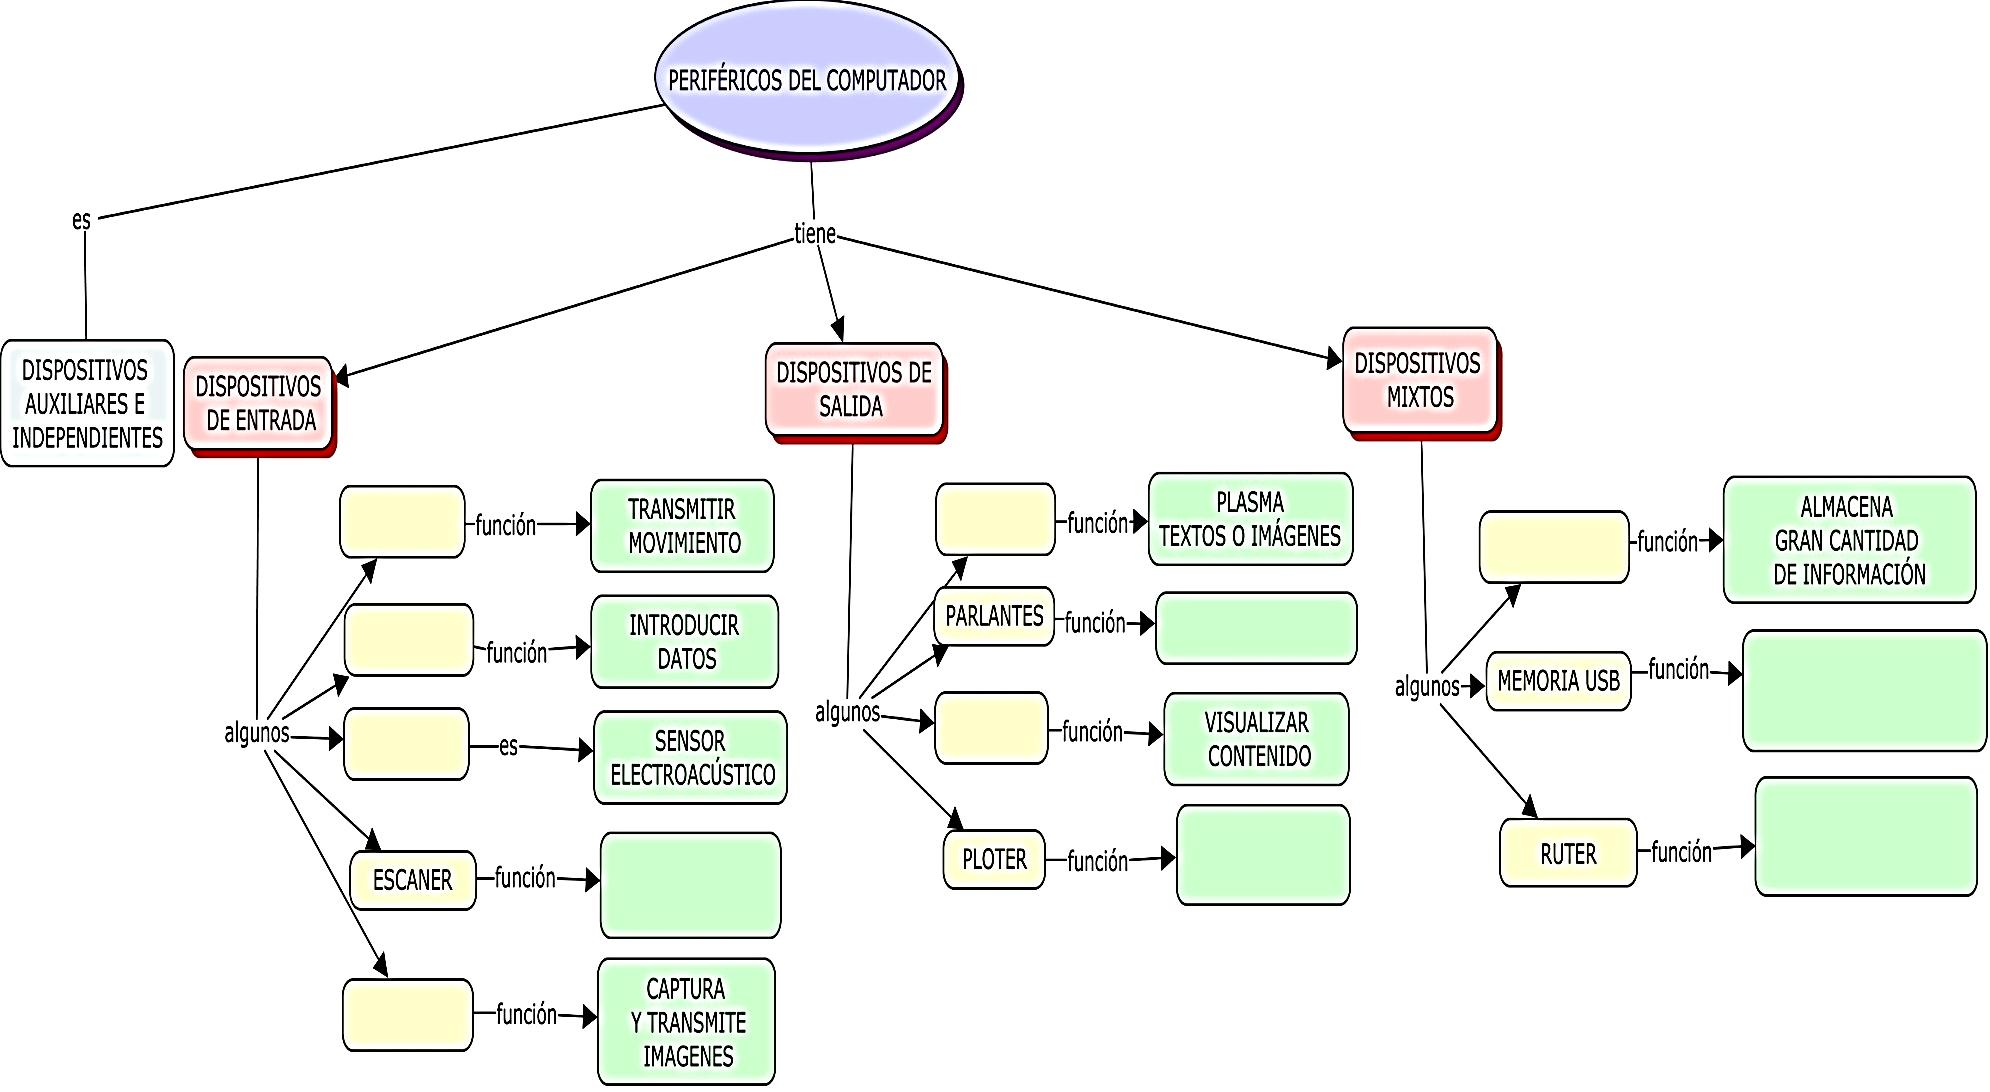 PERIFÉRICOS DEL COMPUTADOR
es
tiene
DISPOSITIVOS
AUXILIARES E
INDEPENDIENTES
DISPOSITIVOS
DE ENTRADA
DISPOSITIVOS DE
SALIDA
DISPOSITIVOS
MIXTOS
algunos
función
TRANSMITIR
MOVIMIENTO
función
INTRODUCIR
DATOS
es
SENSOR
ELECTROACÚSTICO
ESCANER
función
función
CAPTURA
Y TRANSMITE
IMAGENES
algunos
función
PLASMA
TEXTOS O IMÁGENES
PARLANTES
función
función
VISUALIZAR
CONTENIDO
PLOTER
función
algunos
función
ALMACENA
GRAN CANTIDAD
DE INFORMACIÓN
MEMORIA USB
función
RUTER
función